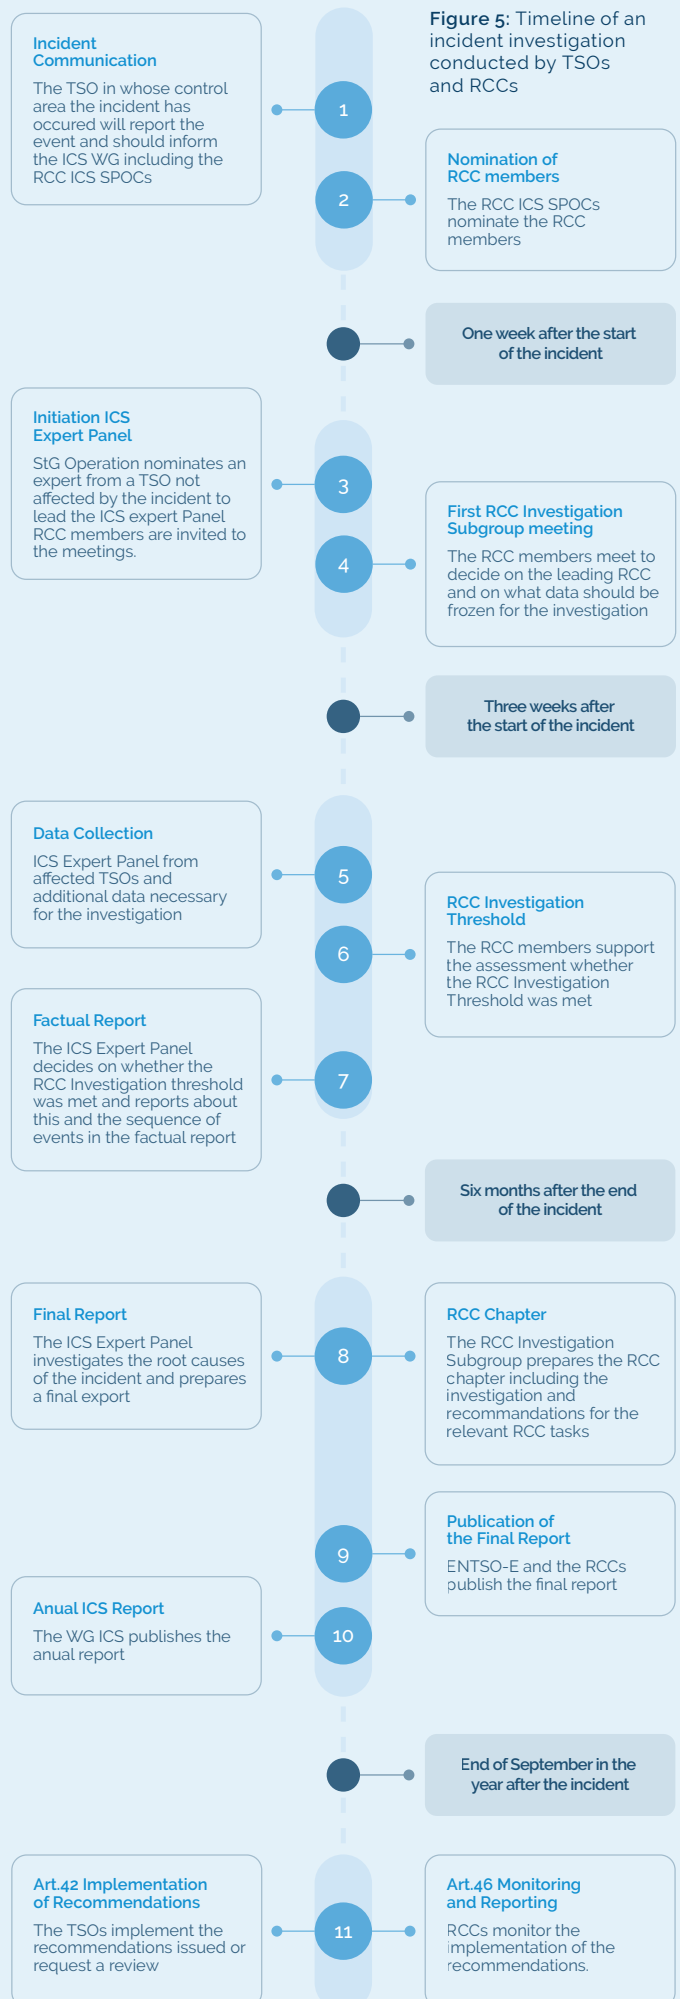 Figure 5: Timeline of an
incident investigation
conducted by TSOs
and RCCs
Incident
Communication
The TSO in whose control
area the incident has
occured will report the
event and should inform
the ICS WG including the
RCC ICS SPOCs
1
2
Nomination of
RCC members
The RCC ICS SPOCs
nominate the RCC
members
One week after the start
of the incident
Initiation ICS
Expert Panel
StG Operation nominates an
expert from a TSO not
affected by the incident to
lead the ICS expert Panel
RCC members are invited to
the meetings.
3
4
First RCC Investigation
Subgroup meeting
The RCC members meet to
decide on the leading RCC
and on what data should be
frozen for the investigation
Three weeks after
the start of the incident
Data Collection
ICS Expert Panel from
affected TSOs and
additional data necessary
for the investigation
5
6
RCC Investigation
Threshold
The RCC members support
the assessment whether
the RCC Investigation
Threshold was met
Factual Report
The ICS Expert Panel
decides on whether the
RCC Investigation threshold
was met and reports about
this and the sequence of
events in the factual report
7
Six months after the end
of the incident
Final Report
The ICS Expert Panel
investigates the root causes
of the incident and prepares
a final export
8
RCC Chapter
The RCC Investigation
Subgroup prepares the RCC
chapter including the
investigation and
recommandations for the
relevant RCC tasks
9
Publication of
the Final Report
ENTSO-E and the RCCs
publish the final report
Anual ICS Report
The WG ICS publishes the
anual report
10
End of September in the
year after the incident
Art.42 Implementation
of Recommendations
The TSOs implement the
recommendations issued or
request a review
11
Art.46 Monitoring
and Reporting
RCCs monitor the
implementation of the
recommendations.